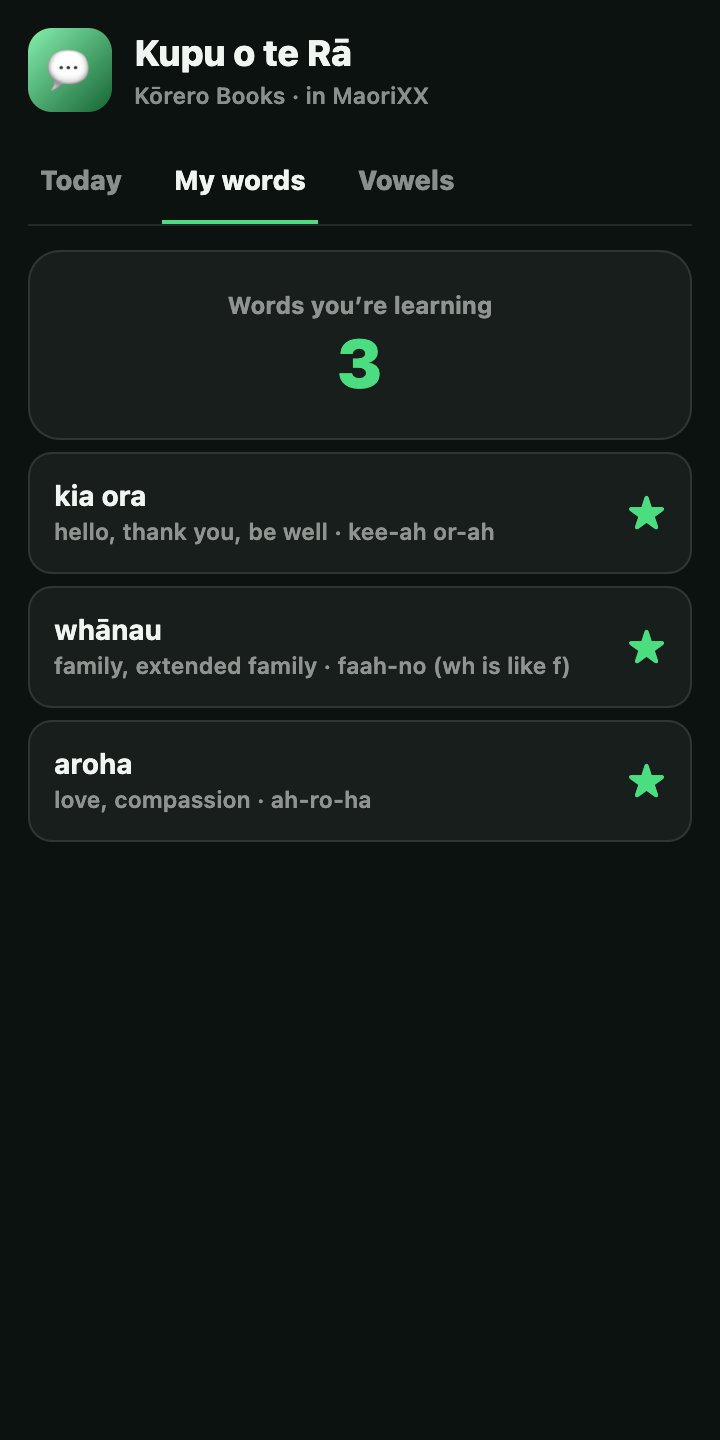 Kupu o te Rā
Kōrero Books · in MaoriXX
Today
My words
Vowels
Words you’re learning
3
kia ora
hello, thank you, be well · kee-ah or-ah
whānau
family, extended family · faah-no (wh is like f)
aroha
love, compassion · ah-ro-ha